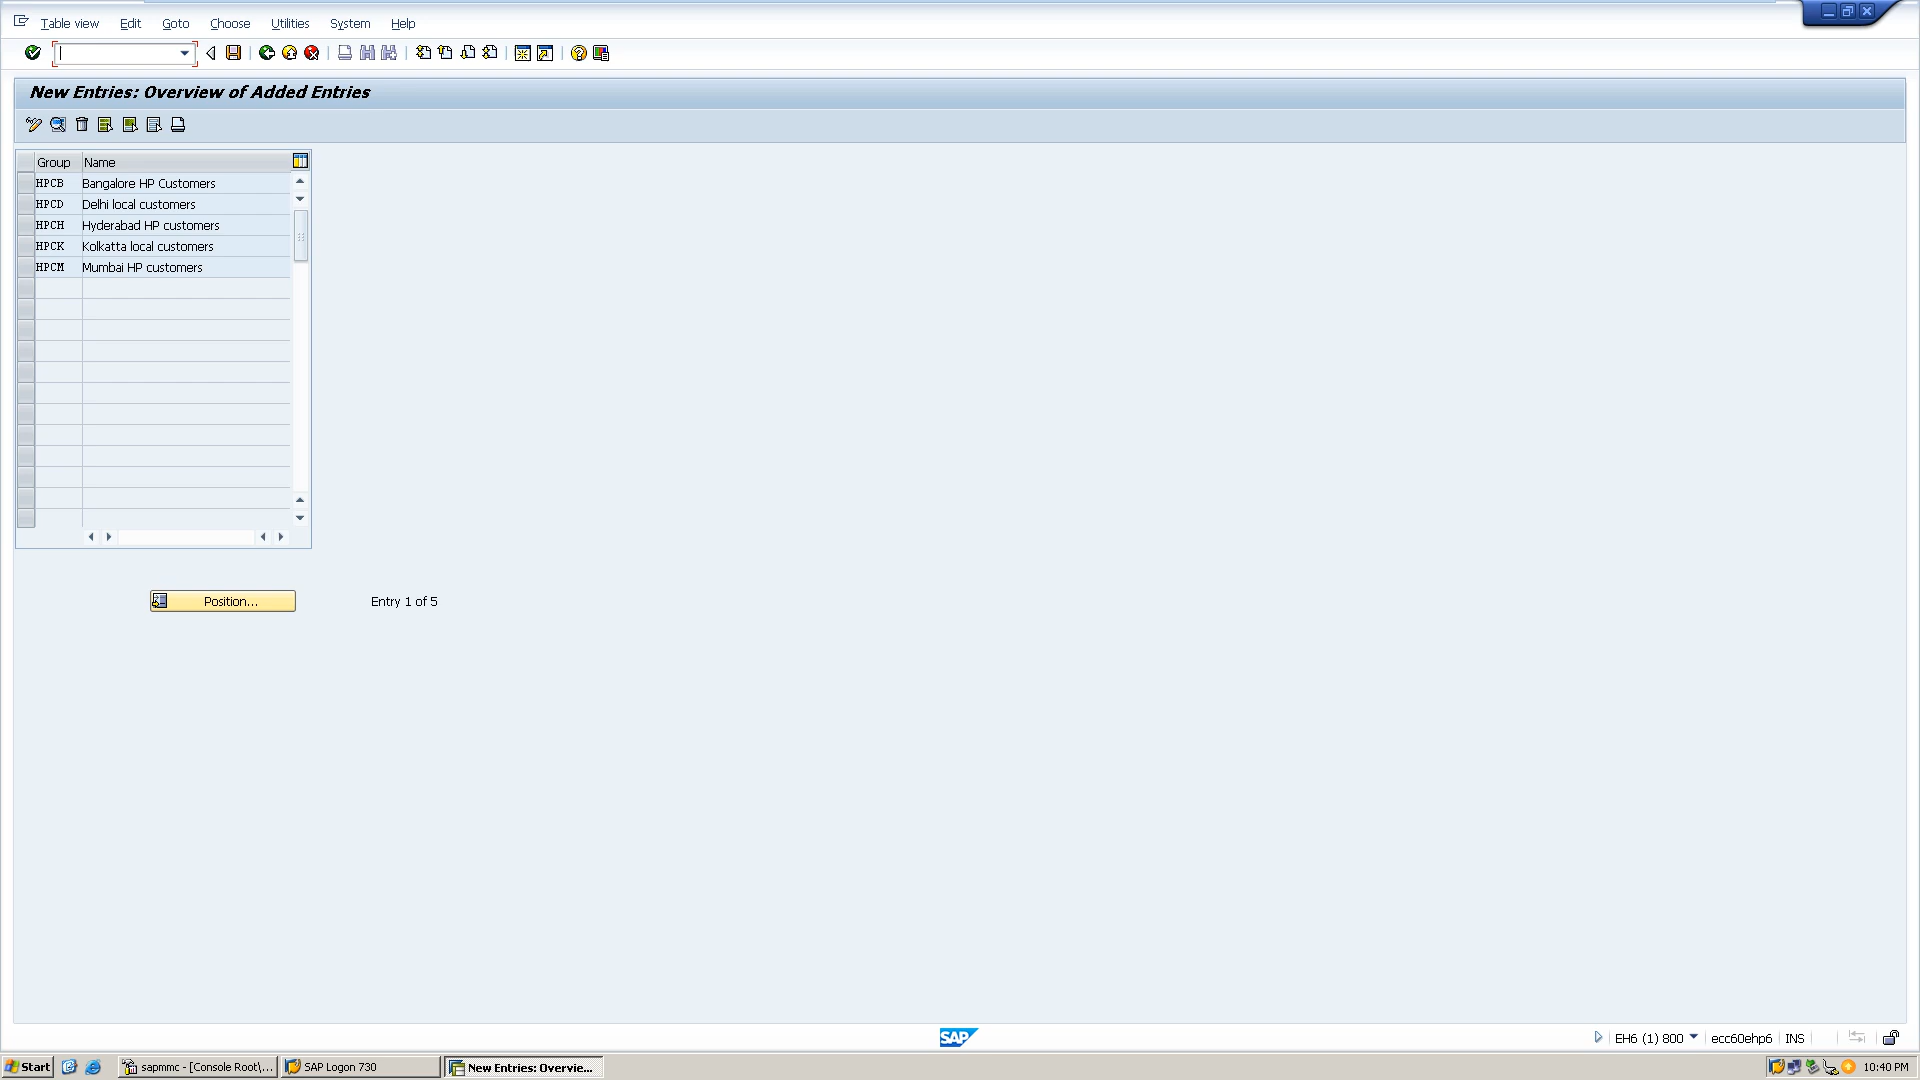 Table view Edit Goto Choose Utilities System Help
New Entries: Overview of Added Entries
Group Name
HPCB Bangalore HP Customers
HPCD Delhi local customers
HPCH Hyderabad HP customers
HPCK Kolkatta local customers
HPCM Mumbai HP customers
Position... Entry 1 of 5
SAP EH6 (1) 800 ecc60ehp6 INS
Start sapmmc - [Console Root\... SAP Logon 730 New Entries: Overvie... 10:40 PM